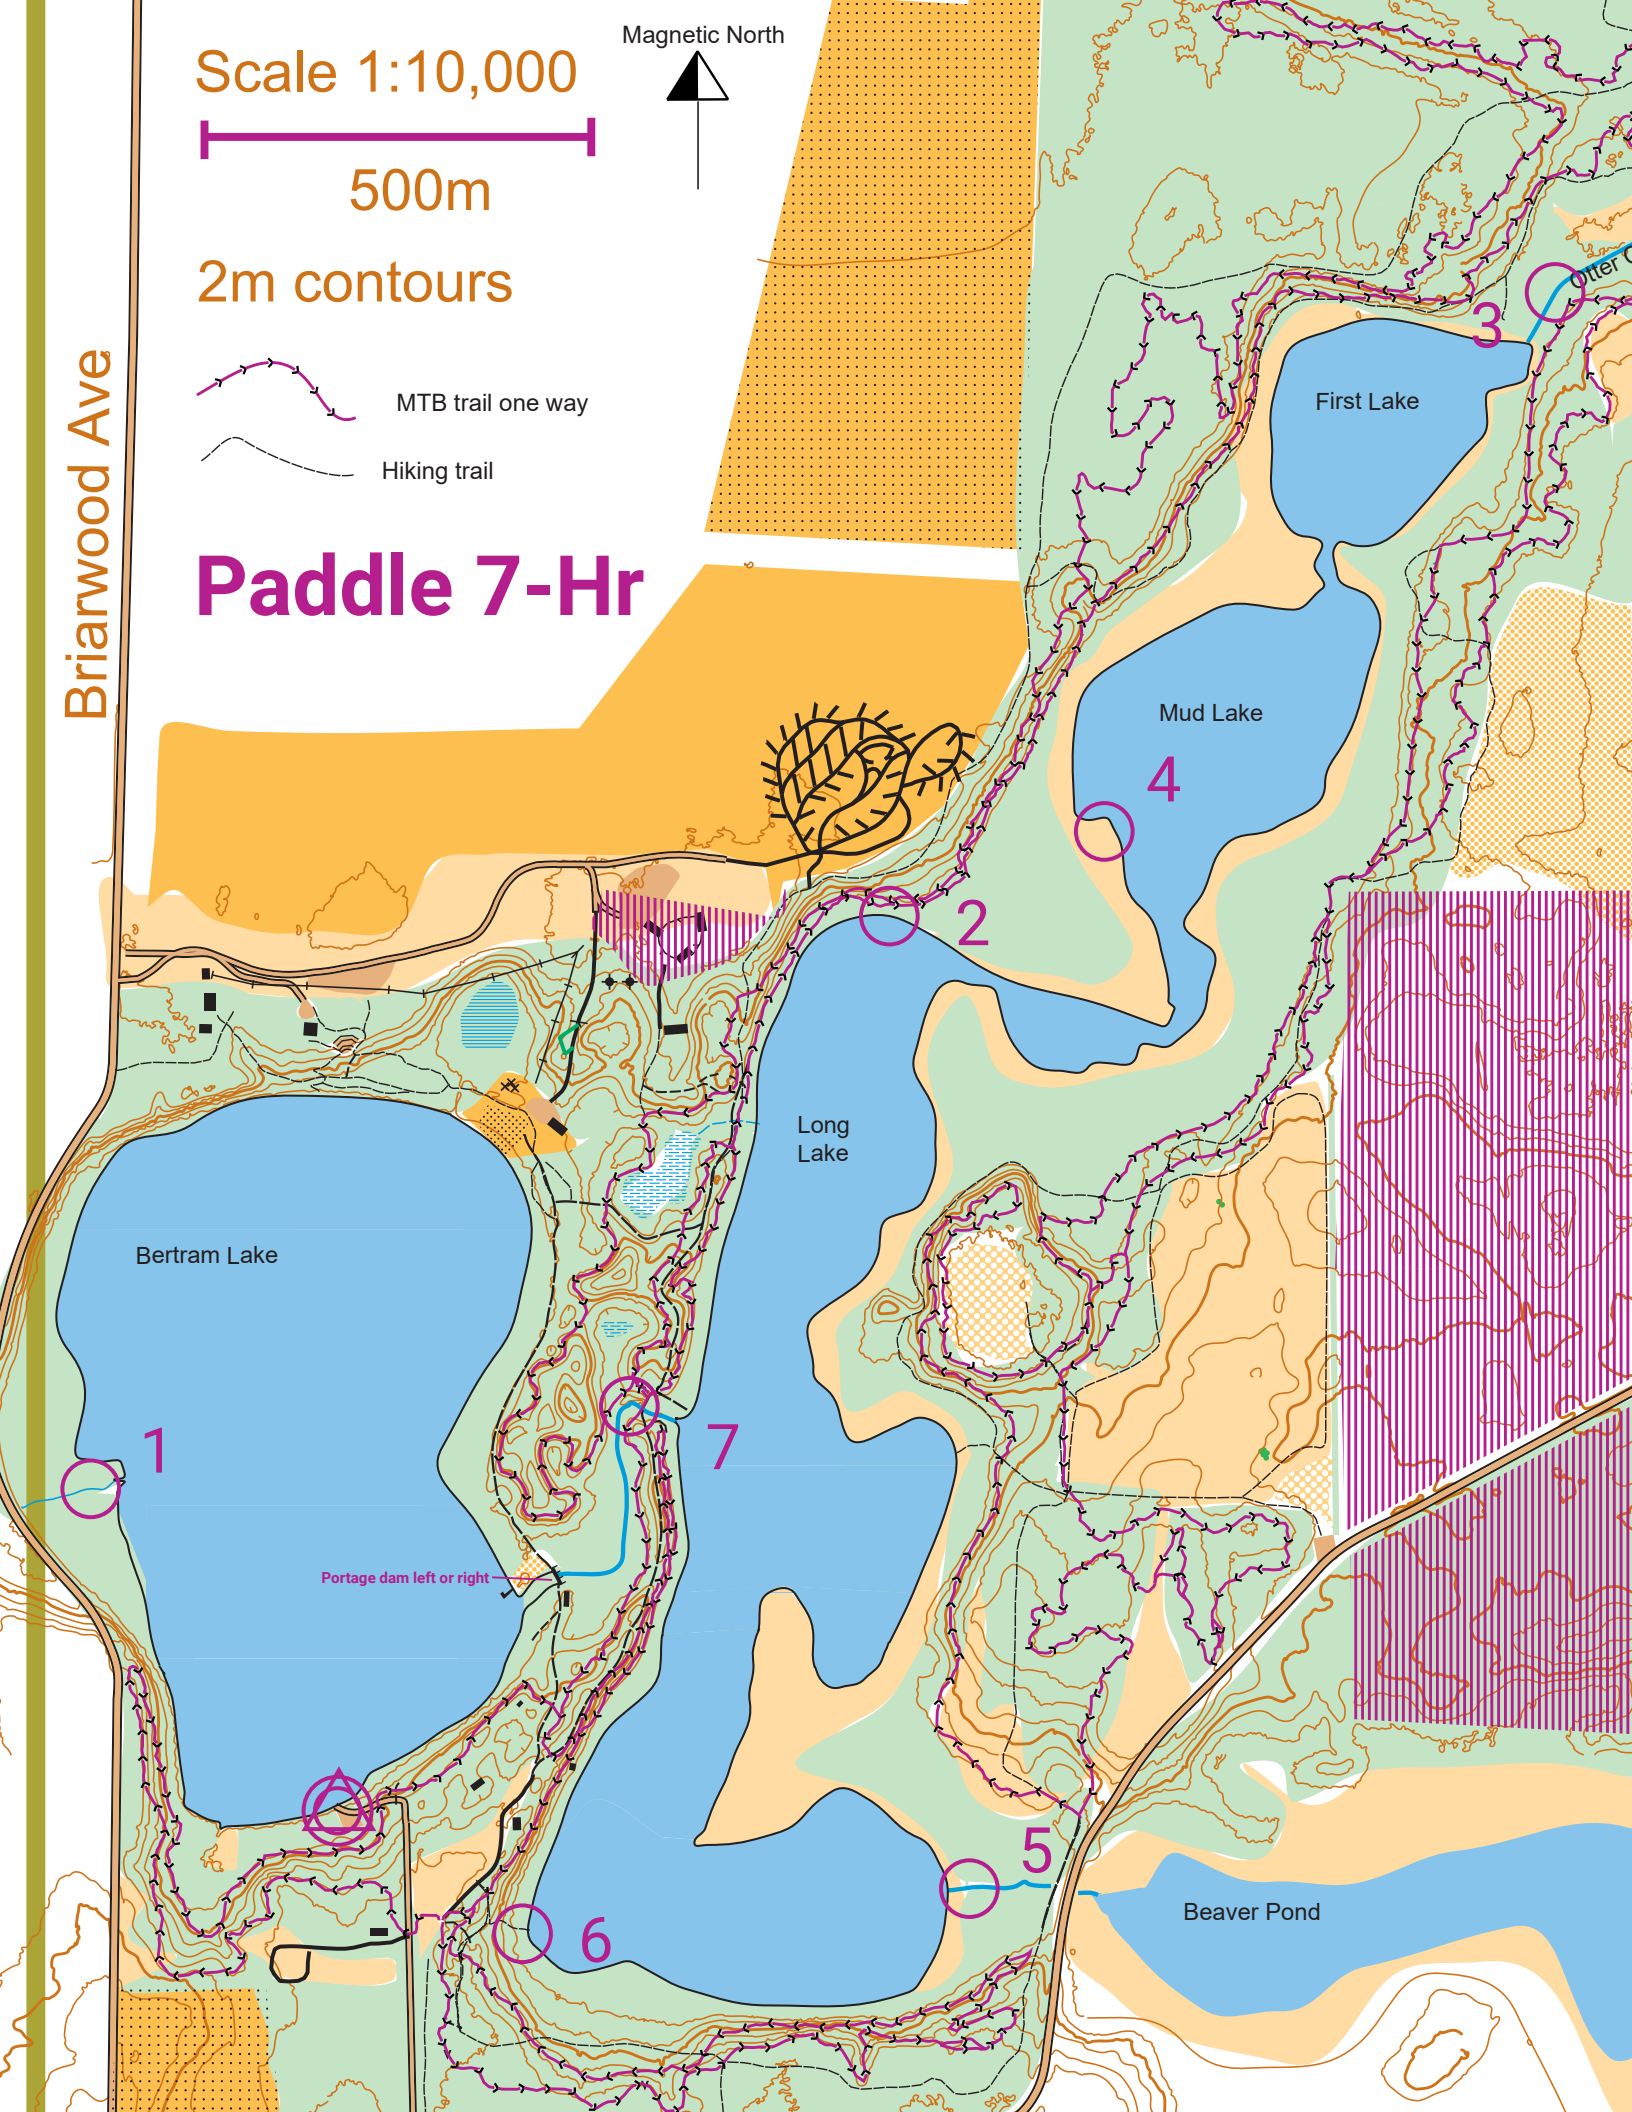 Magnetic North
Scale 1:10,000
500m
2m contours
MTB trail one way
Hiking trail
Briarwood Ave
Paddle 7-Hr
3
First Lake
Mud Lake
4
2
Long
Lake
Bertram Lake
1
7
Portage dam left or right
5
Beaver Pond
6